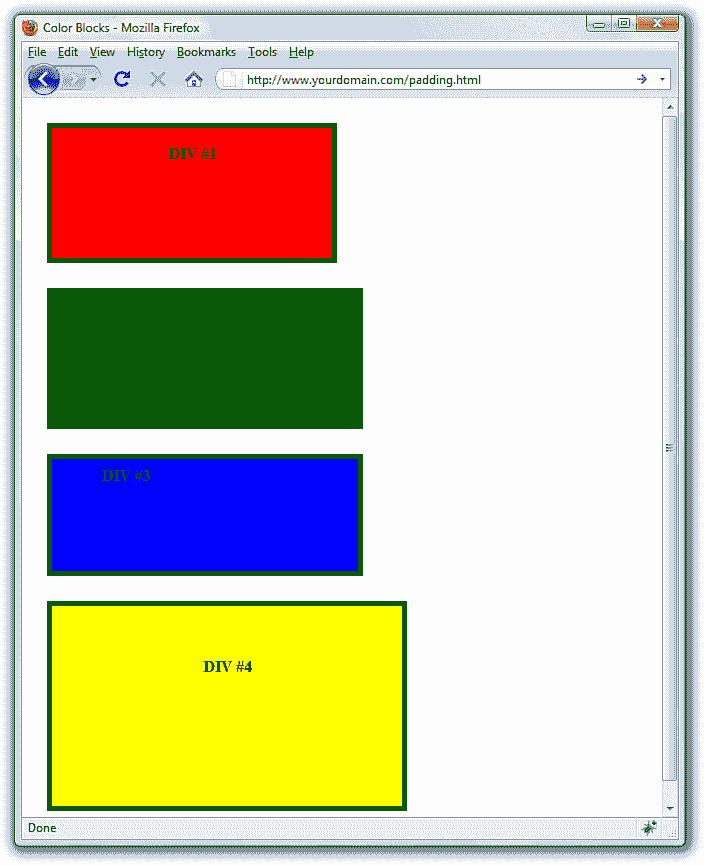 Color Blocks - Mozilla Firefox
File Edit View History Bookmarks Tools Help
http://www.yourdomain.com/padding.html
DIV #1
DIV #3
DIV #4
Done